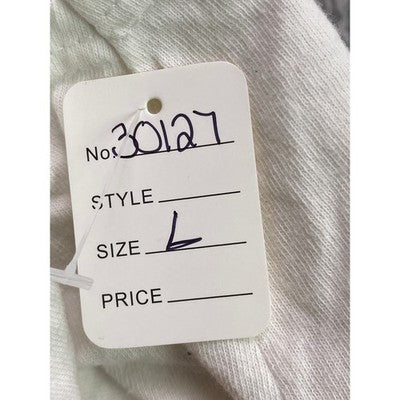 No. 30127
STYLE
SIZE L
PRICE